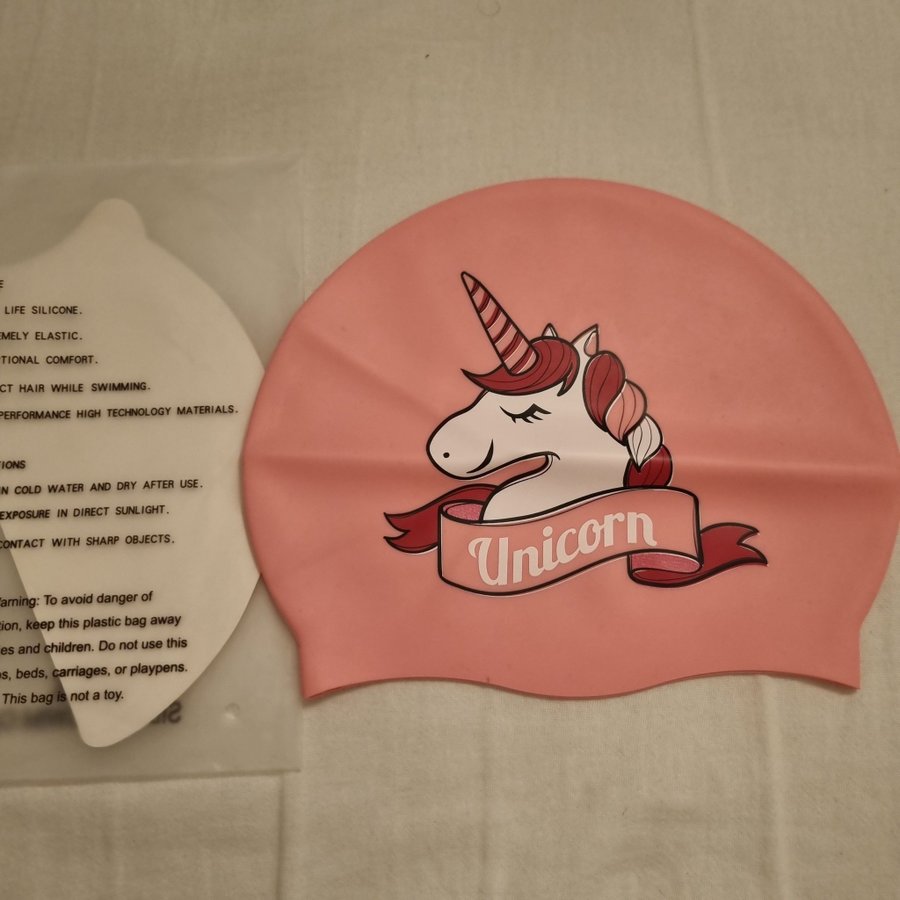 LIFE SILICONE.
EMELY ELASTIC.
TIONAL COMFORT.
CT HAIR WHILE SWIMMING.
PERFORMANCE HIGH TECHNOLOGY MATERIALS.
IONS
IN COLD WATER AND DRY AFTER USE.
EXPOSURE IN DIRECT SUNLIGHT.
CONTACT WITH SHARP OBJECTS.
arning: To avoid danger of
tion, keep this plastic bag away
es and children. Do not use this
s, beds, carriages, or playpens.
This bag is not a toy.
Unicorn